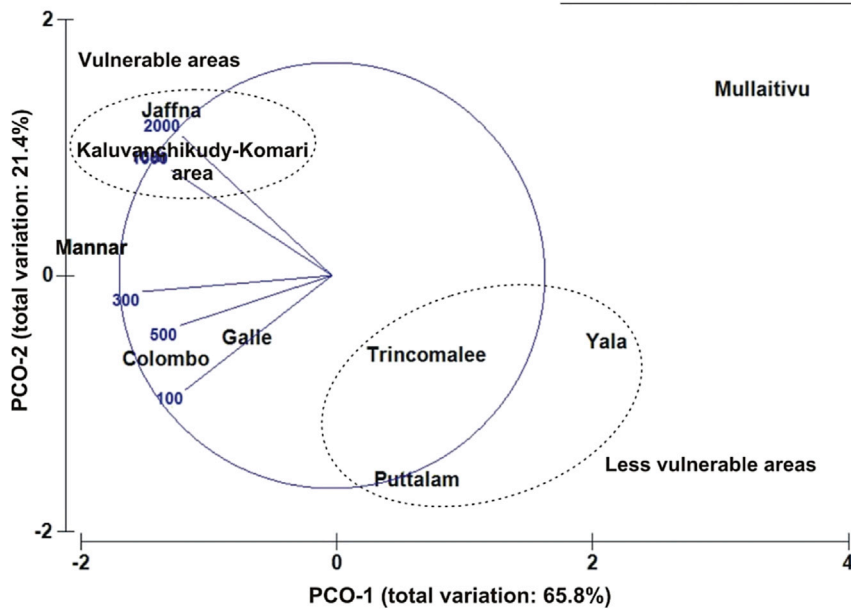 2
Vulnerable areas
Mullaitivu
Jaffna
2000
Kaluvanchikudy-Komari
area
Mannar
0
300
500
Galle
Colombo
100
Trincomalee
Yala
Puttalam
Less vulnerable areas
-2
-2
0
2
4
PCO-1 (total variation: 65.8%)
PCO-2 (total variation: 21.4%)